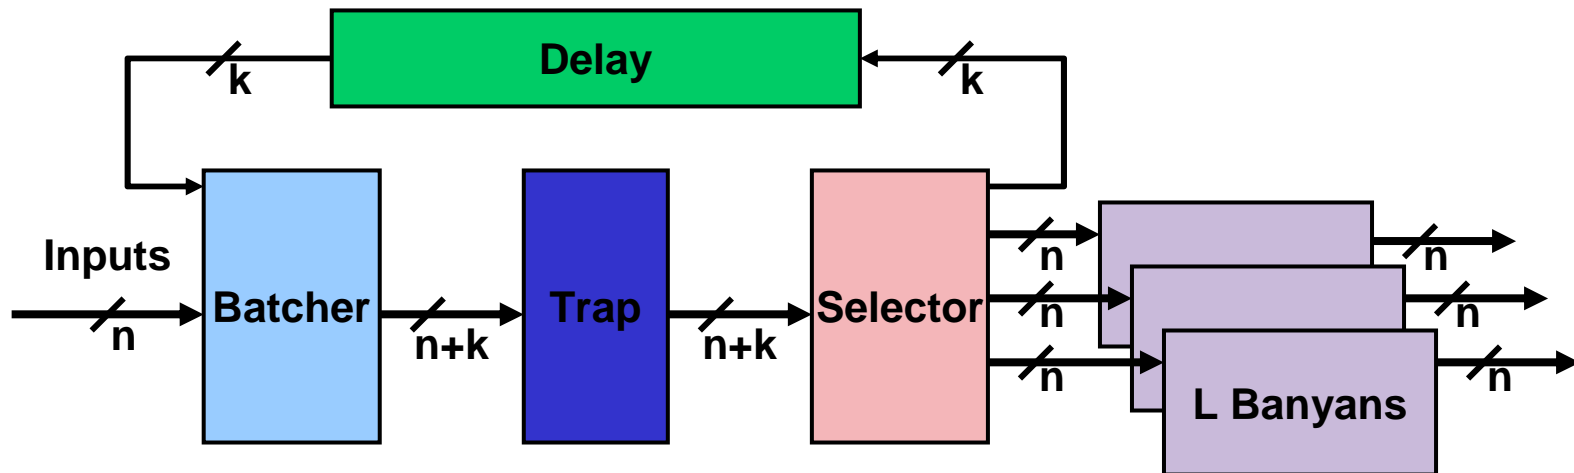 Delay
k
k
Inputs
n
Batcher
n+k
Trap
n+k
Selector
n
n
n
n
n
n
L Banyans